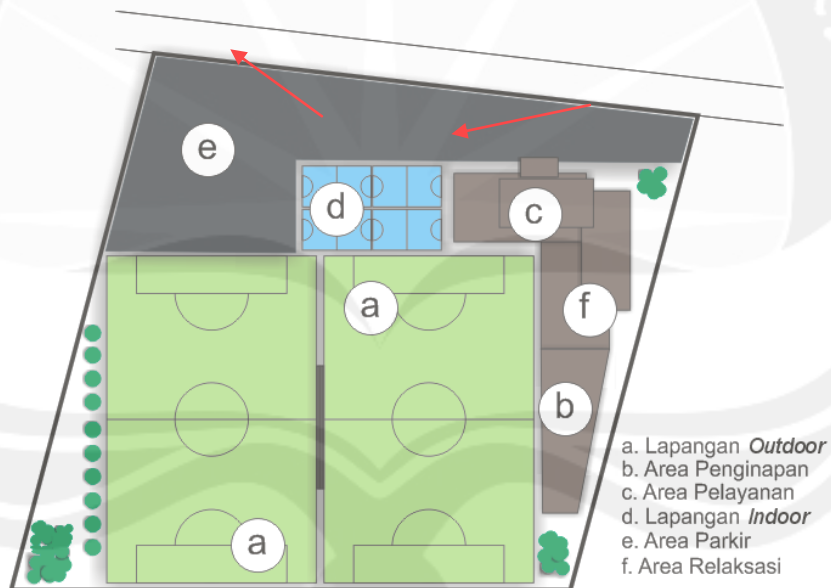 e
d
c
a
f
b
a
a. Lapangan Outdoor
b. Area Penginapan
c. Area Pelayanan
d. Lapangan Indoor
e. Area Parkir
f. Area Relaksasi